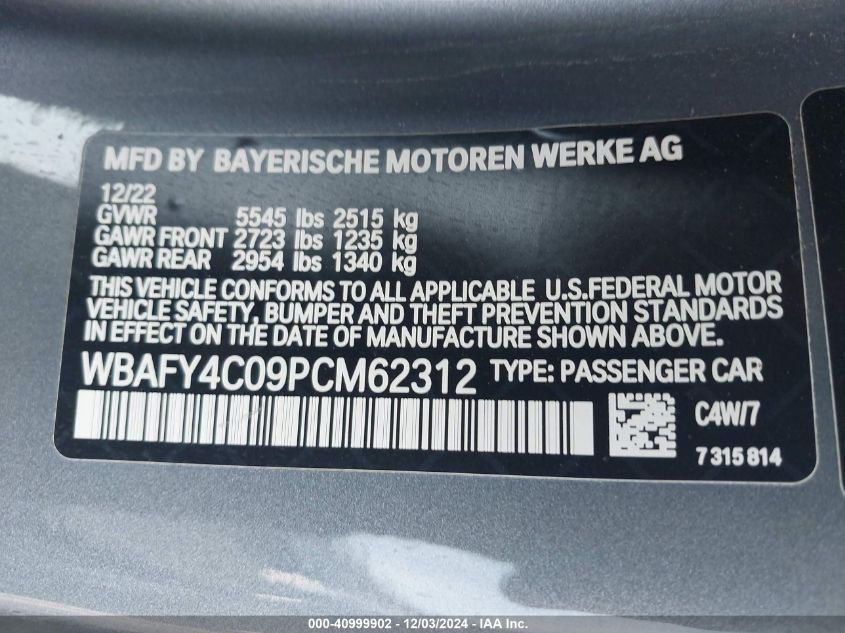 MFD BY BAYERISCHE MOTOREN WERKE AG
12/22
GVWR 5545 lbs 2515 kg
GAWR FRONT 2723 lbs 1235 kg
GAWR REAR 2954 lbs 1340 kg
THIS VEHICLE CONFORMS TO ALL APPLICABLE U.S.FEDERAL MOTOR
VEHICLE SAFETY, BUMPER AND THEFT PREVENTION STANDARDS
IN EFFECT ON THE DATE OF MANUFACTURE SHOWN ABOVE.
WBAFY4C09PCM62312 TYPE: PASSENGER CAR
C4W/7
7 315 814
000-40999902 - 12/03/2024 - IAA Inc.